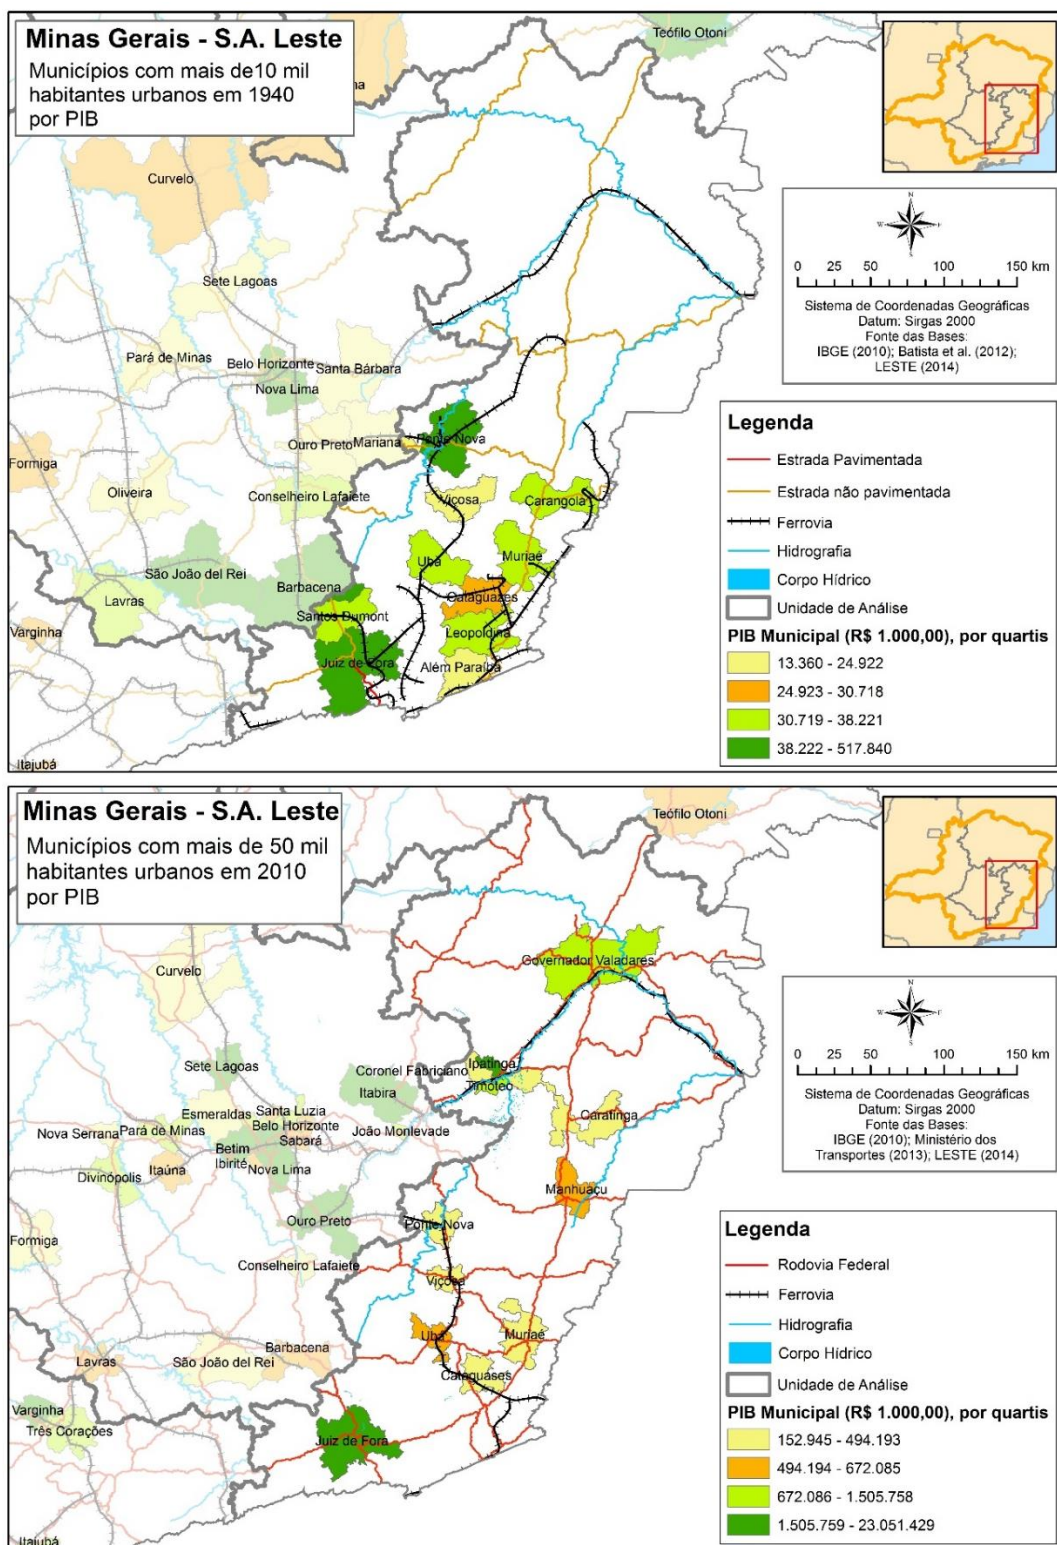 Minas Gerais - S.A. Leste
Municípios com mais de10 mil
habitantes urbanos em 1940
por PIB
Teófilo Otoni
Curvelo
Sete Lagoas
Pará de Minas
Belo Horizonte
Santa Bárbara
Nova Lima
Ouro Preto
Mariana
Ponte Nova
Formiga
Oliveira
Conselheiro Lafaiete
Viçosa
Carangola
São João del Rei
Ubá
Muriaé
Lavras
Barbacena
Cataguazes
Varginha
Santos Dumont
Leopoldina
Juiz de Fora
Além Paraíba
Itajubá
N
W
E
S
0 25 50 100 150 km
Sistema de Coordenadas Geográficas
Datum: Sirgas 2000
Fonte das Bases:
IBGE (2010); Batista et al. (2012);
LESTE (2014)
Legenda
Estrada Pavimentada
Estrada não pavimentada
Ferrovia
Hidrografia
Corpo Hídrico
Unidade de Análise
PIB Municipal (R$ 1.000,00), por quartis
13.360 - 24.922
24.923 - 30.718
30.719 - 38.221
38.222 - 517.840
Minas Gerais - S.A. Leste
Municípios com mais de 50 mil
habitantes urbanos em 2010
por PIB
Teófilo Otoni
Curvelo
Governador Valadares
Sete Lagoas
Coronel Fabriciano
Ipatinga
Timóteo
Itabira
Esmeraldas
Santa Luzia
Caratinga
Nova Serrana
Pará de Minas
Belo Horizonte
João Monlevade
Sabará
Betim
Ibirité
Itaúna
Nova Lima
Divinópolis
Manhuaçu
Ouro Preto
Ponte Nova
Formiga
Conselheiro Lafaiete
Viçosa
Ubá
Muriaé
Lavras
São João del Rei
Barbacena
Cataguases
Varginha
Três Corações
Juiz de Fora
Itajubá
N
W
E
S
0 25 50 100 150 km
Sistema de Coordenadas Geográficas
Datum: Sirgas 2000
Fonte das Bases:
IBGE (2010); Ministério dos
Transportes (2013); LESTE (2014)
Legenda
Rodovia Federal
Ferrovia
Hidrografia
Corpo Hídrico
Unidade de Análise
PIB Municipal (R$ 1.000,00), por quartis
152.945 - 494.193
494.194 - 672.085
672.086 - 1.505.758
1.505.759 - 23.051.429